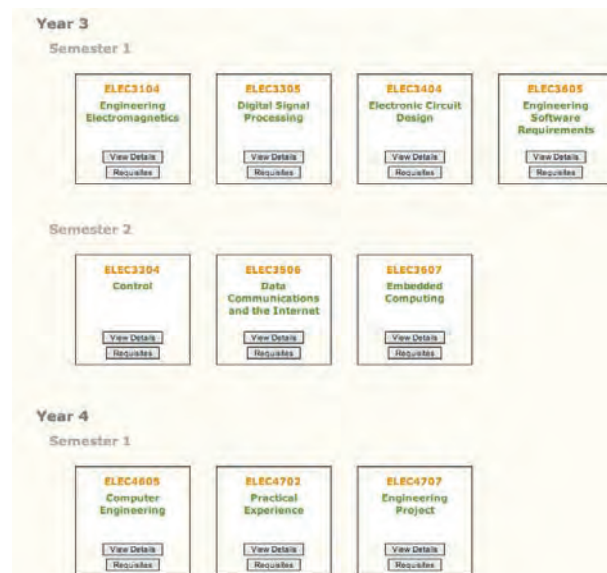 Year 3
Semester 1
ELEC3104
Engineering
Electromagnetics
View Details
Requisites
ELEC3305
Digital Signal
Processing
View Details
Requisites
ELEC3404
Electronic Circuit
Design
View Details
Requisites
ELEC3605
Engineering
Software
Requirements
View Details
Requisites
Semester 2
ELEC3304
Control
View Details
Requisites
ELEC3506
Data
Communications
and the Internet
View Details
Requisites
ELEC3607
Embedded
Computing
View Details
Requisites
Year 4
Semester 1
ELEC4605
Computer
Engineering
View Details
Requisites
ELEC4702
Practical
Experience
View Details
Requisites
ELEC4707
Engineering
Project
View Details
Requisites